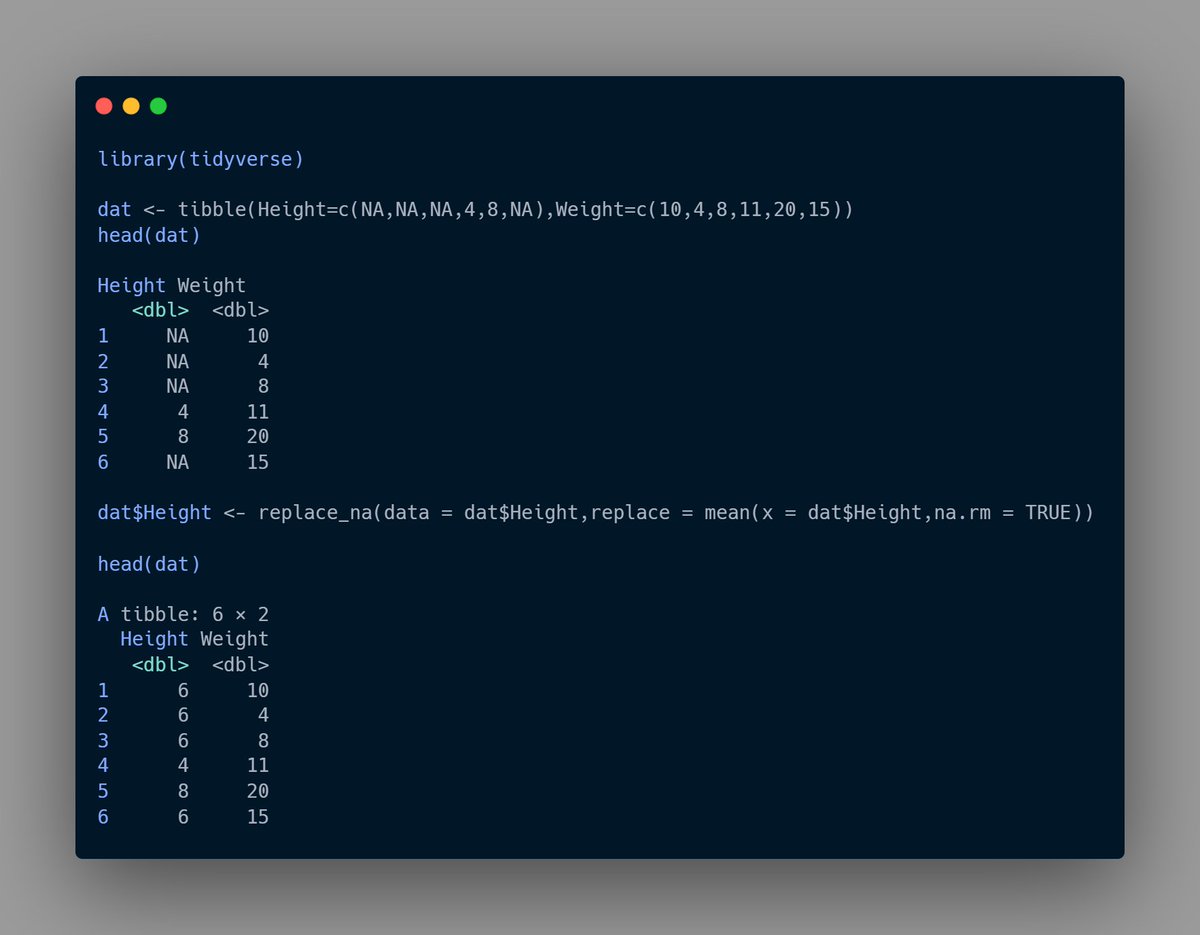 library(tidyverse)
dat <- tibble(Height=c(NA,NA,NA,4,8,NA),Weight=c(10,4,8,11,20,15))
head(dat)
Height Weight
<dbl> <dbl>
1 NA 10
2 NA 4
3 NA 8
4 4 11
5 8 20
6 NA 15
dat$Height <- replace_na(data = dat$Height,replace = mean(x = dat$Height,na.rm = TRUE))
head(dat)
A tibble: 6 × 2
Height Weight
<dbl> <dbl>
1 6 10
2 6 4
3 6 8
4 4 11
5 8 20
6 6 15